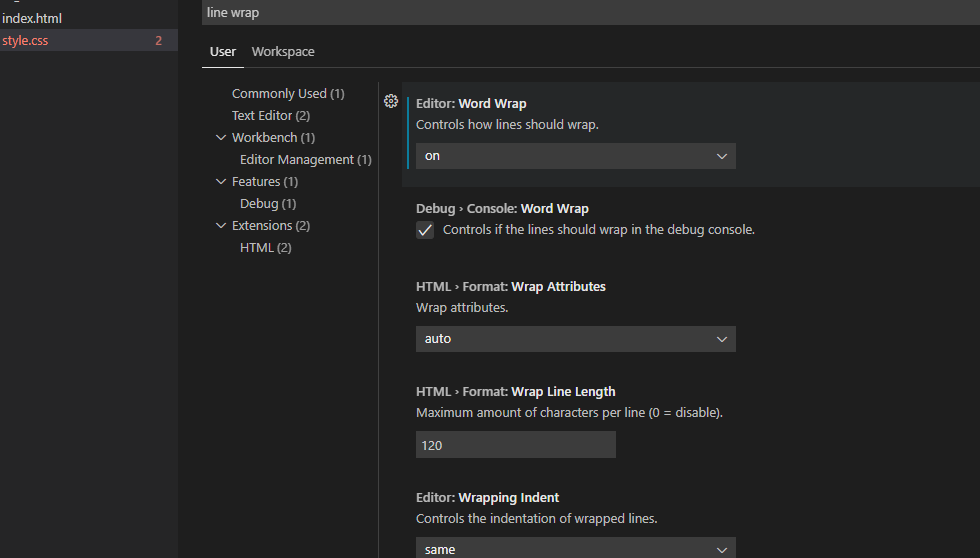 index.html
style.css 2
line wrap
User Workspace
Commonly Used (1)
Text Editor (2)
Workbench (1)
Editor Management (1)
Features (1)
Debug (1)
Extensions (2)
HTML (2)
Editor: Word Wrap
Controls how lines should wrap.
on
Debug › Console: Word Wrap
Controls if the lines should wrap in the debug console.
HTML › Format: Wrap Attributes
Wrap attributes.
auto
HTML › Format: Wrap Line Length
Maximum amount of characters per line (0 = disable).
120
Editor: Wrapping Indent
Controls the indentation of wrapped lines.
same